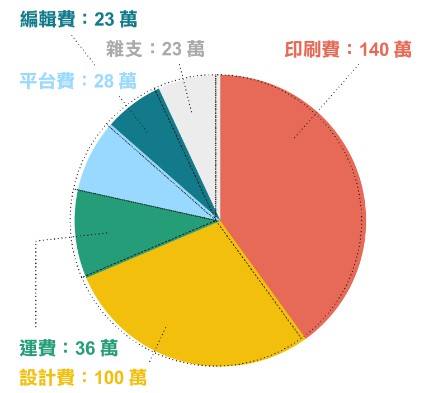 編輯費：23 萬
雜支：23 萬
印刷費：140 萬
平台費：28 萬
運費：36 萬
設計費：100 萬